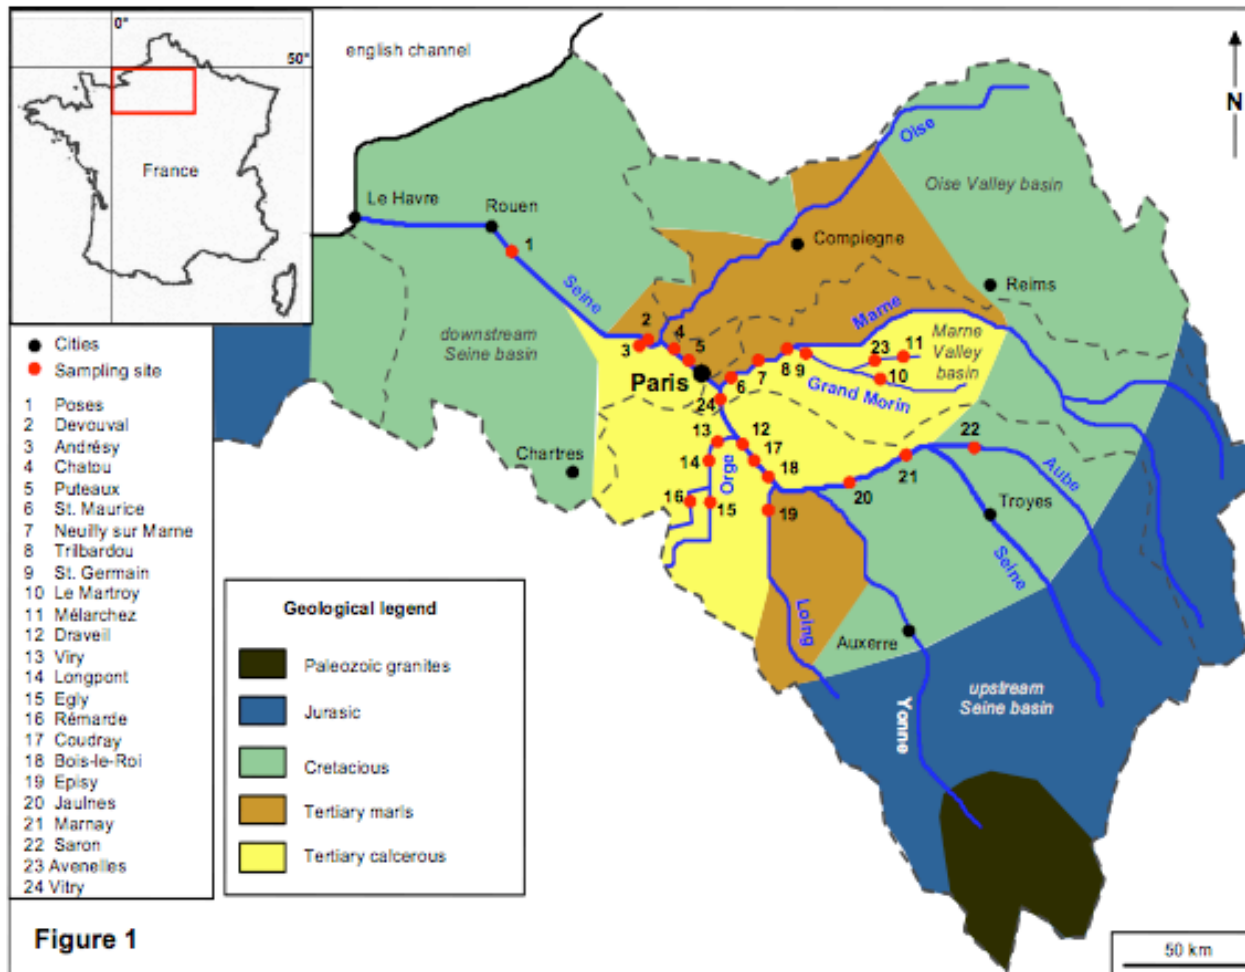 0°
50°
english channel
France
N
Le Havre
Rouen
1
Seine
Oise
Oise Valley basin
Compiegne
Reims
downstream
Seine basin
2
3
4
5
Paris
Marne
Marne
Valley
basin
6
7
8
9
23
11
10
Grand Morin
24
Chartres
13
12
14
Orge
17
18
16
15
19
20
21
22
Aube
Troyes
Seine
Loing
Auxerre
Yonne
upstream
Seine basin
Cities
Sampling site
1 Poses
2 Devouval
3 Andrésy
4 Chatou
5 Puteaux
6 St. Maurice
7 Neuilly sur Marne
8 Trilbardou
9 St. Germain
10 Le Martroy
11 Mélarchez
12 Draveil
13 Viry
14 Longpont
15 Egly
16 Rémarde
17 Coudray
18 Bois-le-Roi
19 Episy
20 Jaulnes
21 Marnay
22 Saron
23 Avenelles
24 Vitry
Geological legend
Paleozoic granites
Jurasic
Cretacious
Tertiary marls
Tertiary calcerous
Figure 1
50 km